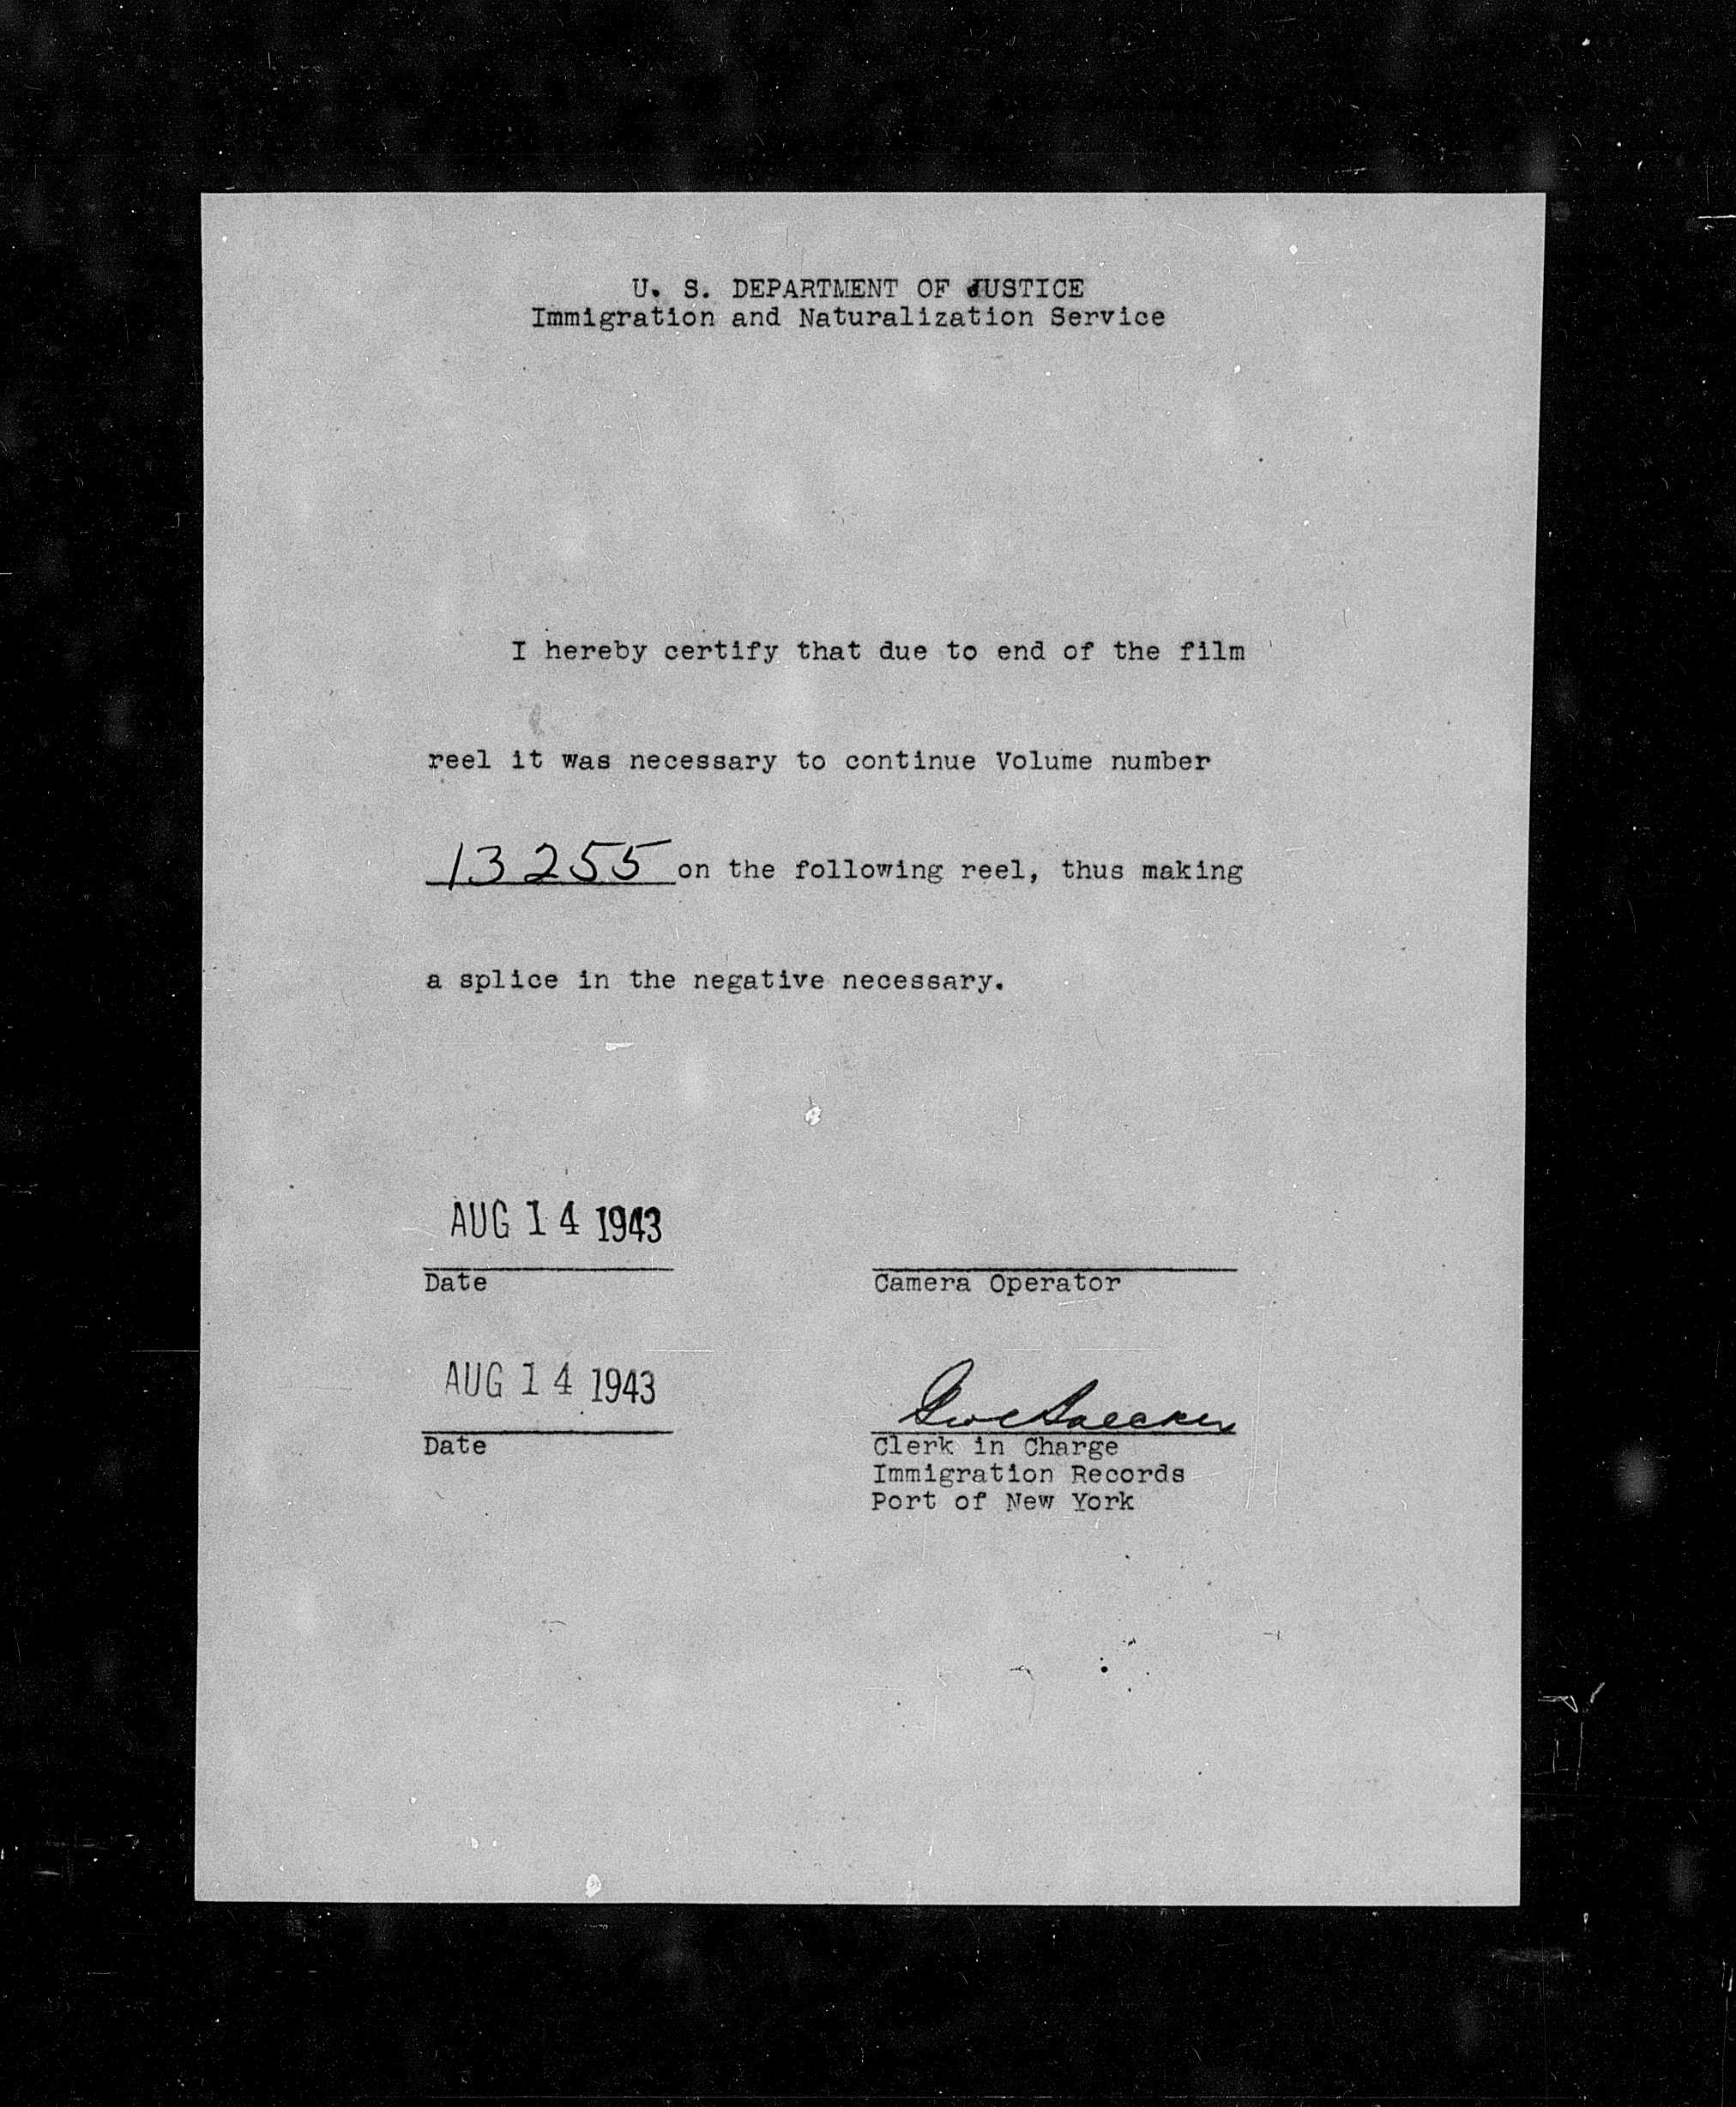 U. S. DEPARTMENT OF JUSTICE
Immigration and Naturalization Service
I hereby certify that due to end of the film
reel it was necessary to continue Volume number
13255 on the following reel, thus making
a splice in the negative necessary.
AUG 14 1943
Date
Camera Operator
AUG 14 1943
Date
Clerk in Charge
Immigration Records
Port of New York